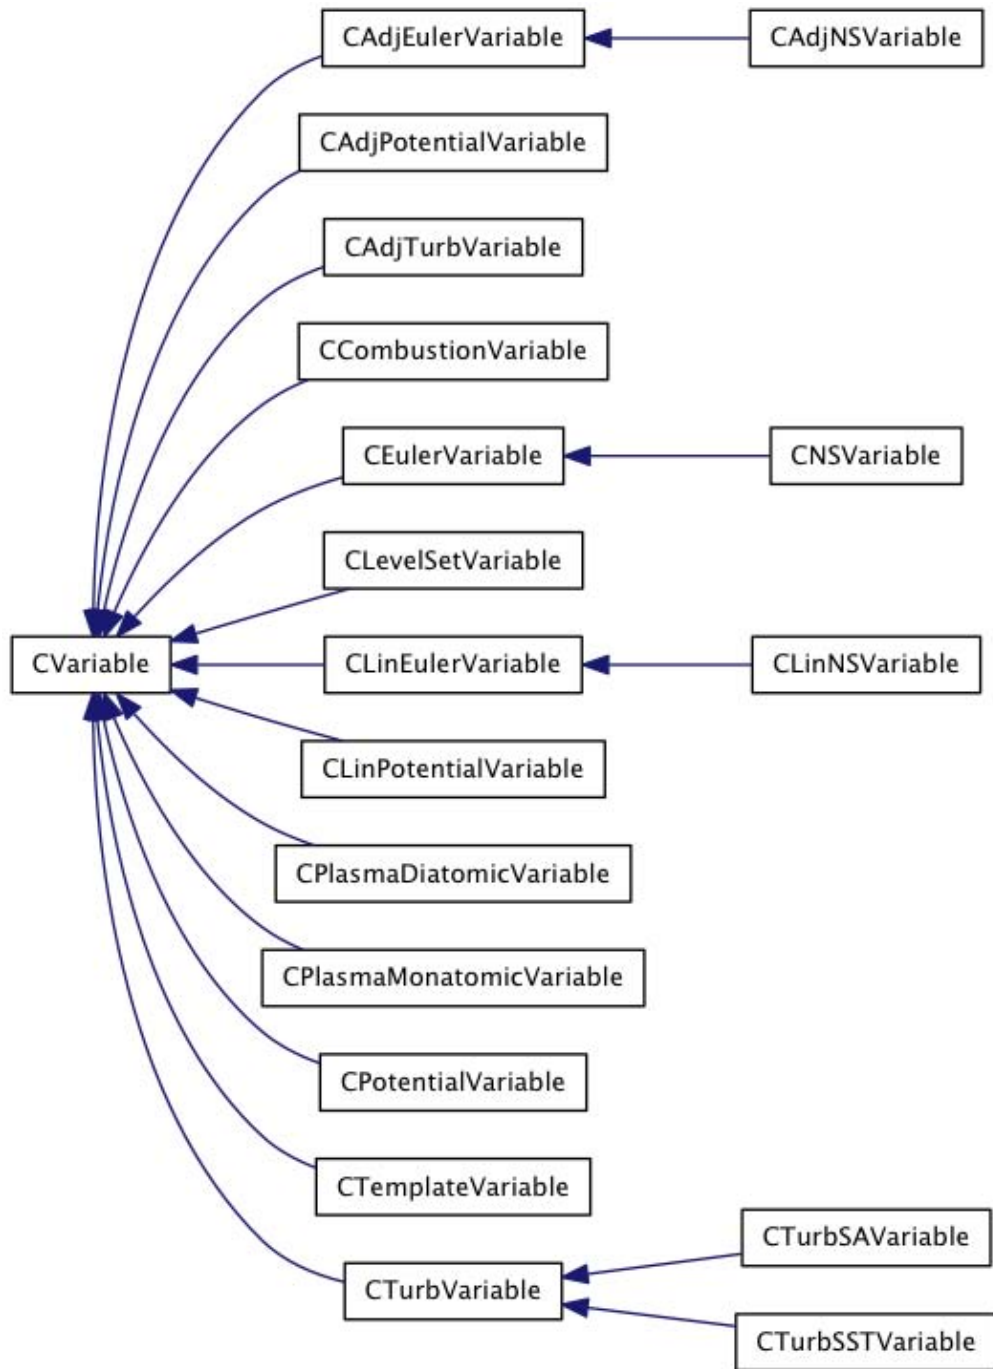 CAdjEulerVariable
CAdjNSVariable
CAdjPotentialVariable
CAdjTurbVariable
CCombustionVariable
CEulerVariable
CNSVariable
CLevelSetVariable
CVariable
CLinEulerVariable
CLinNSVariable
CLinPotentialVariable
CPlasmaDiatomicVariable
CPlasmaMonatomicVariable
CPotentialVariable
CTemplateVariable
CTurbSAVariable
CTurbVariable
CTurbSSTVariable